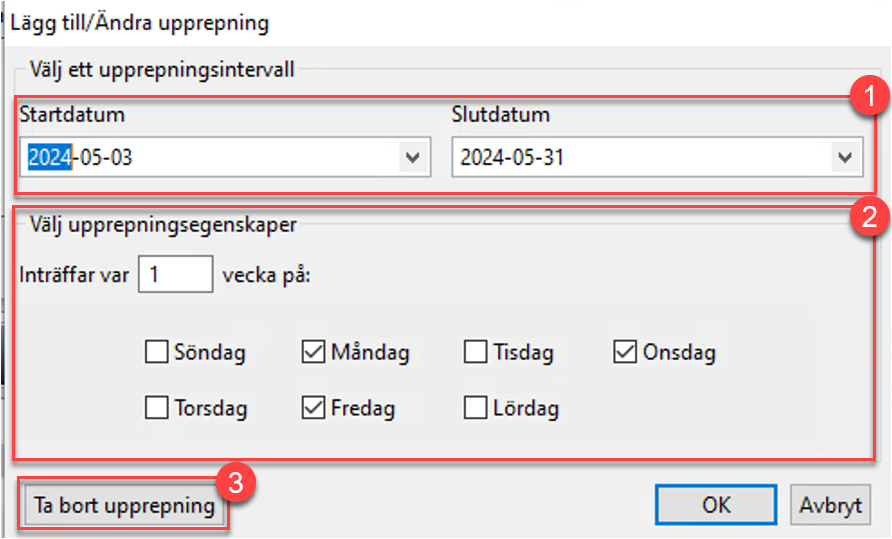 Lägg till/Ändra upprepning
Välj ett upprepningsintervall
1
Startdatum Slutdatum
2024-05-03 2024-05-31
2
Välj upprepningsegenskaper
Inträffar var 1 vecka på:
Söndag Måndag Tisdag Onsdag
Torsdag Fredag Lördag
3
Ta bort upprepning OK Avbryt